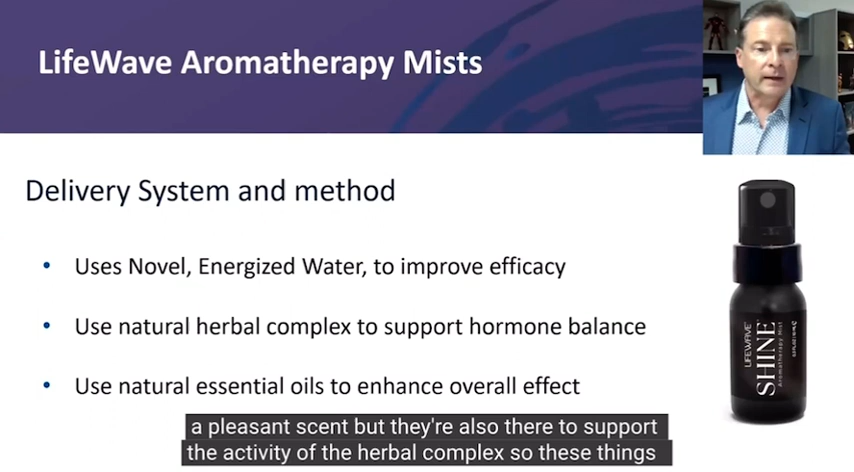 LifeWave Aromatherapy Mists
Delivery System and method
• Uses Novel, Energized Water, to improve efficacy
• Use natural herbal complex to support hormone balance
• Use natural essential oils to enhance overall effect
LIFEWAVE
SHINE
Aromatherapy Mist
a pleasant scent but they're also there to support
the activity of the herbal complex so these things